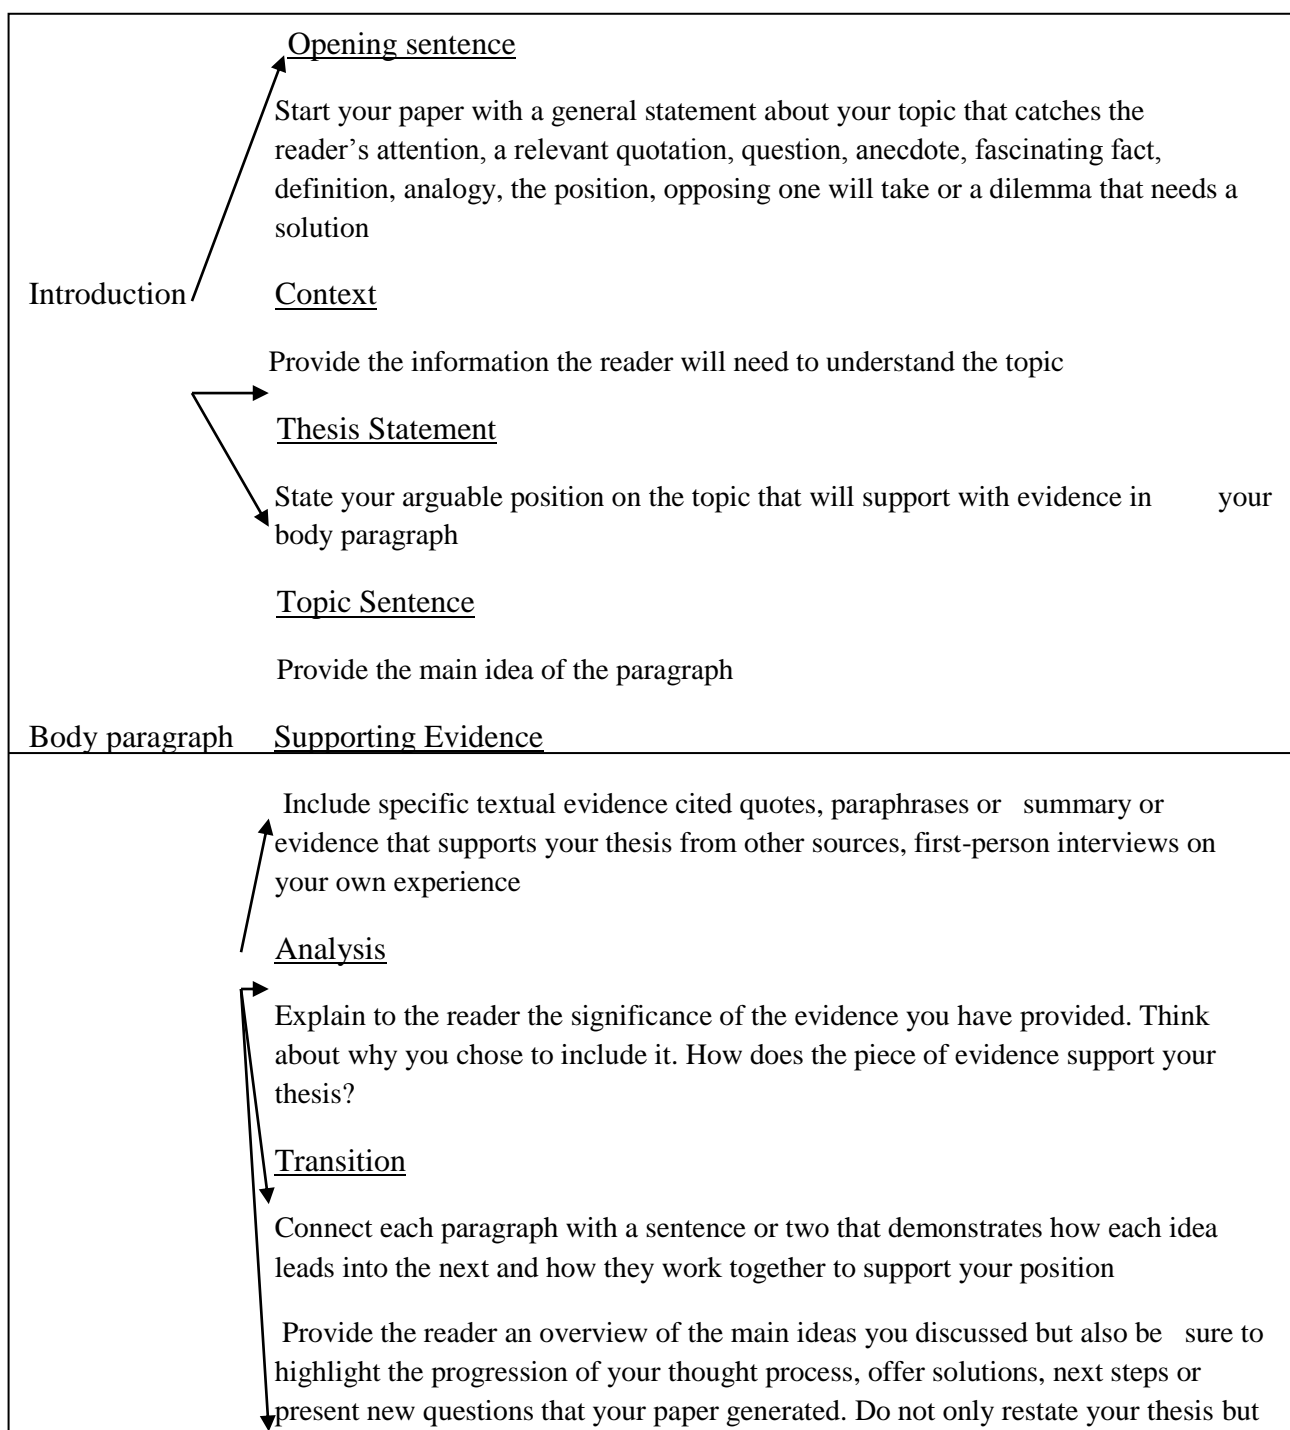 Opening sentence
Start your paper with a general statement about your topic that catches the
reader’s attention, a relevant quotation, question, anecdote, fascinating fact,
definition, analogy, the position, opposing one will take or a dilemma that needs a
solution
Introduction Context
Provide the information the reader will need to understand the topic
Thesis Statement
State your arguable position on the topic that will support with evidence in your
body paragraph
Topic Sentence
Provide the main idea of the paragraph
Body paragraph Supporting Evidence
Include specific textual evidence cited quotes, paraphrases or summary or
evidence that supports your thesis from other sources, first-person interviews on
your own experience
Analysis
Explain to the reader the significance of the evidence you have provided. Think
about why you chose to include it. How does the piece of evidence support your
thesis?
Transition
Connect each paragraph with a sentence or two that demonstrates how each idea
leads into the next and how they work together to support your position
Provide the reader an overview of the main ideas you discussed but also be sure to
highlight the progression of your thought process, offer solutions, next steps or
present new questions that your paper generated. Do not only restate your thesis but